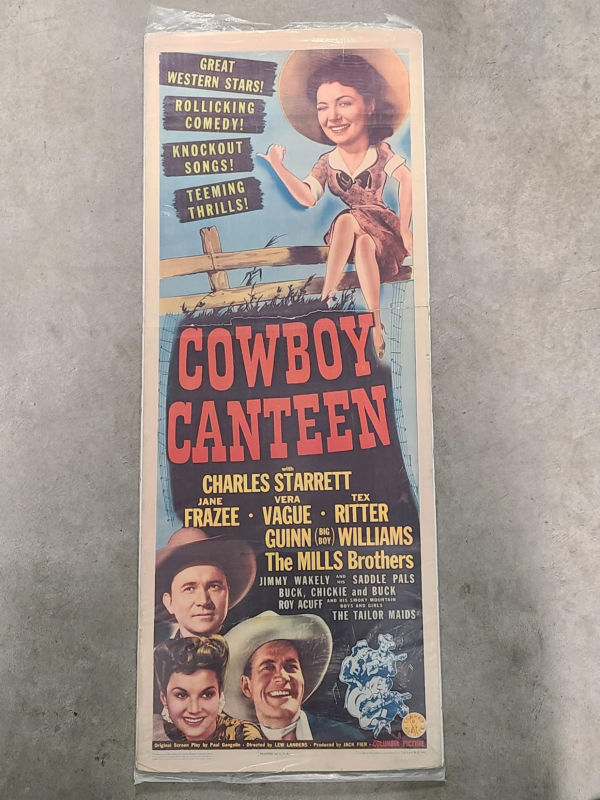 GREAT
WESTERN STARS!
ROLLICKING
COMEDY!
KNOCKOUT
SONGS!
TEEMING
THRILLS!
COWBOY
CANTEEN
with
CHARLES STARRETT
JANE FRAZEE • VERA VAGUE • TEX RITTER
GUINN (BIG BOY) WILLIAMS
The MILLS Brothers
JIMMY WAKELY AND HIS SADDLE PALS
BUCK, CHICKIE and BUCK
ROY ACUFF AND HIS SMOKY MOUNTAIN BOYS AND GIRLS
THE TAILOR MAIDS
A
COLUMBIA PICTURE
Original Screen Play by Paul Gangelin - Directed by LEW LANDERS - Produced by JACK FIER